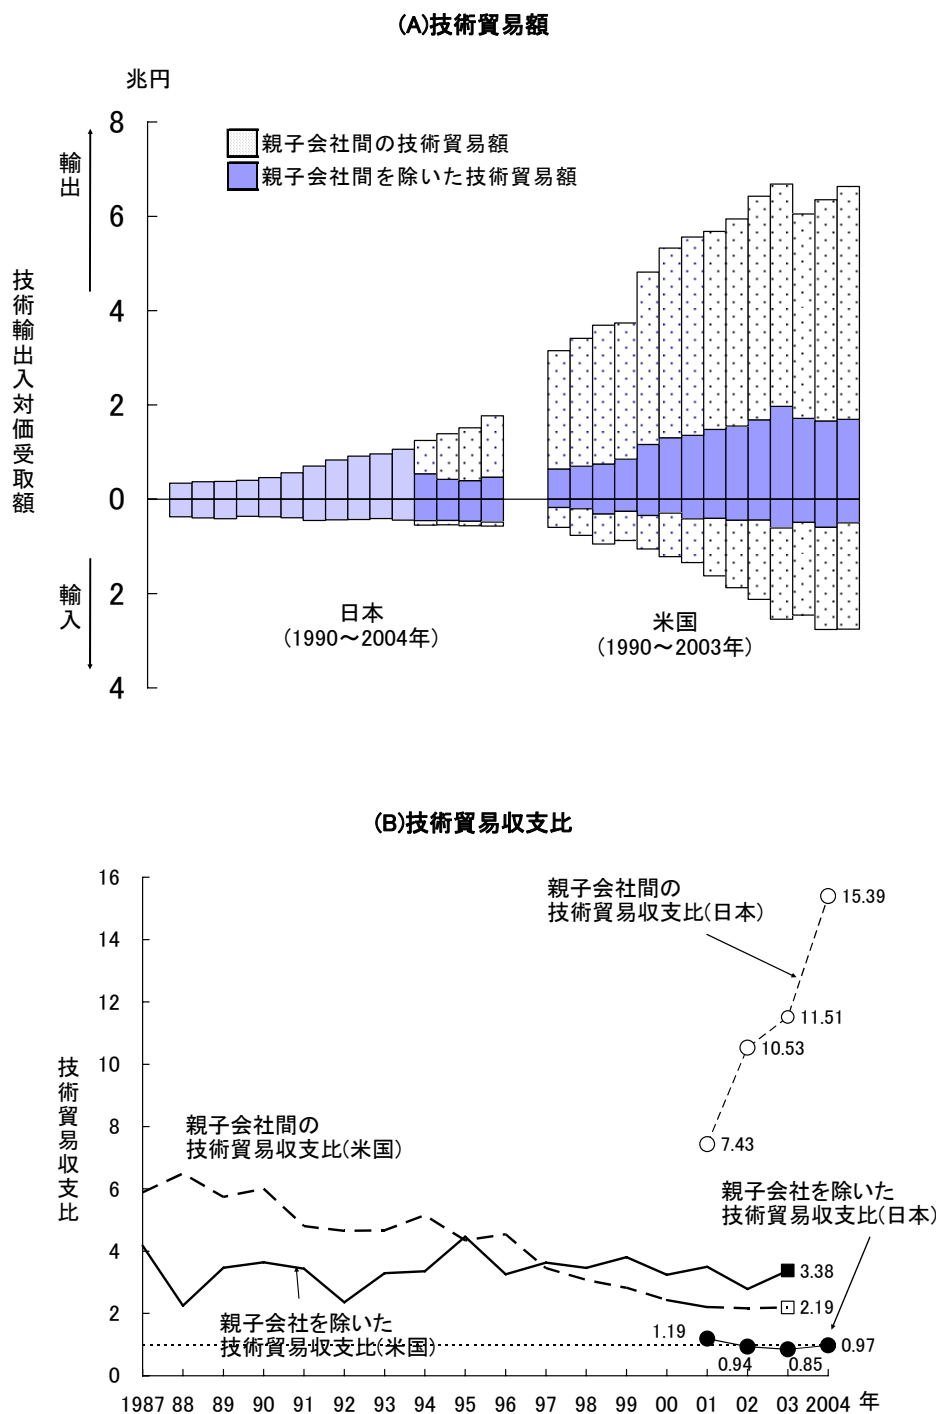 (A)技術貿易額
兆円
8
6
4
2
0
2
4
輸出
輸入
技術輸出入対価受取額
親子会社間の技術貿易額
親子会社間を除いた技術貿易額
日本
(1990～2004年)
米国
(1990～2003年)
(B)技術貿易収支比
16
14
12
10
8
6
4
2
0
技術貿易収支比
親子会社間の
技術貿易収支比(日本)
15.39
11.51
10.53
7.43
親子会社間の
技術貿易収支比(米国)
親子会社を除いた
技術貿易収支比(日本)
3.38
2.19
親子会社を除いた
技術貿易収支比(米国)
1.19
0.94
0.85
0.97
1987 88 89 90 91 92 93 94 95 96 97 98 99 00 01 02 03 2004 年